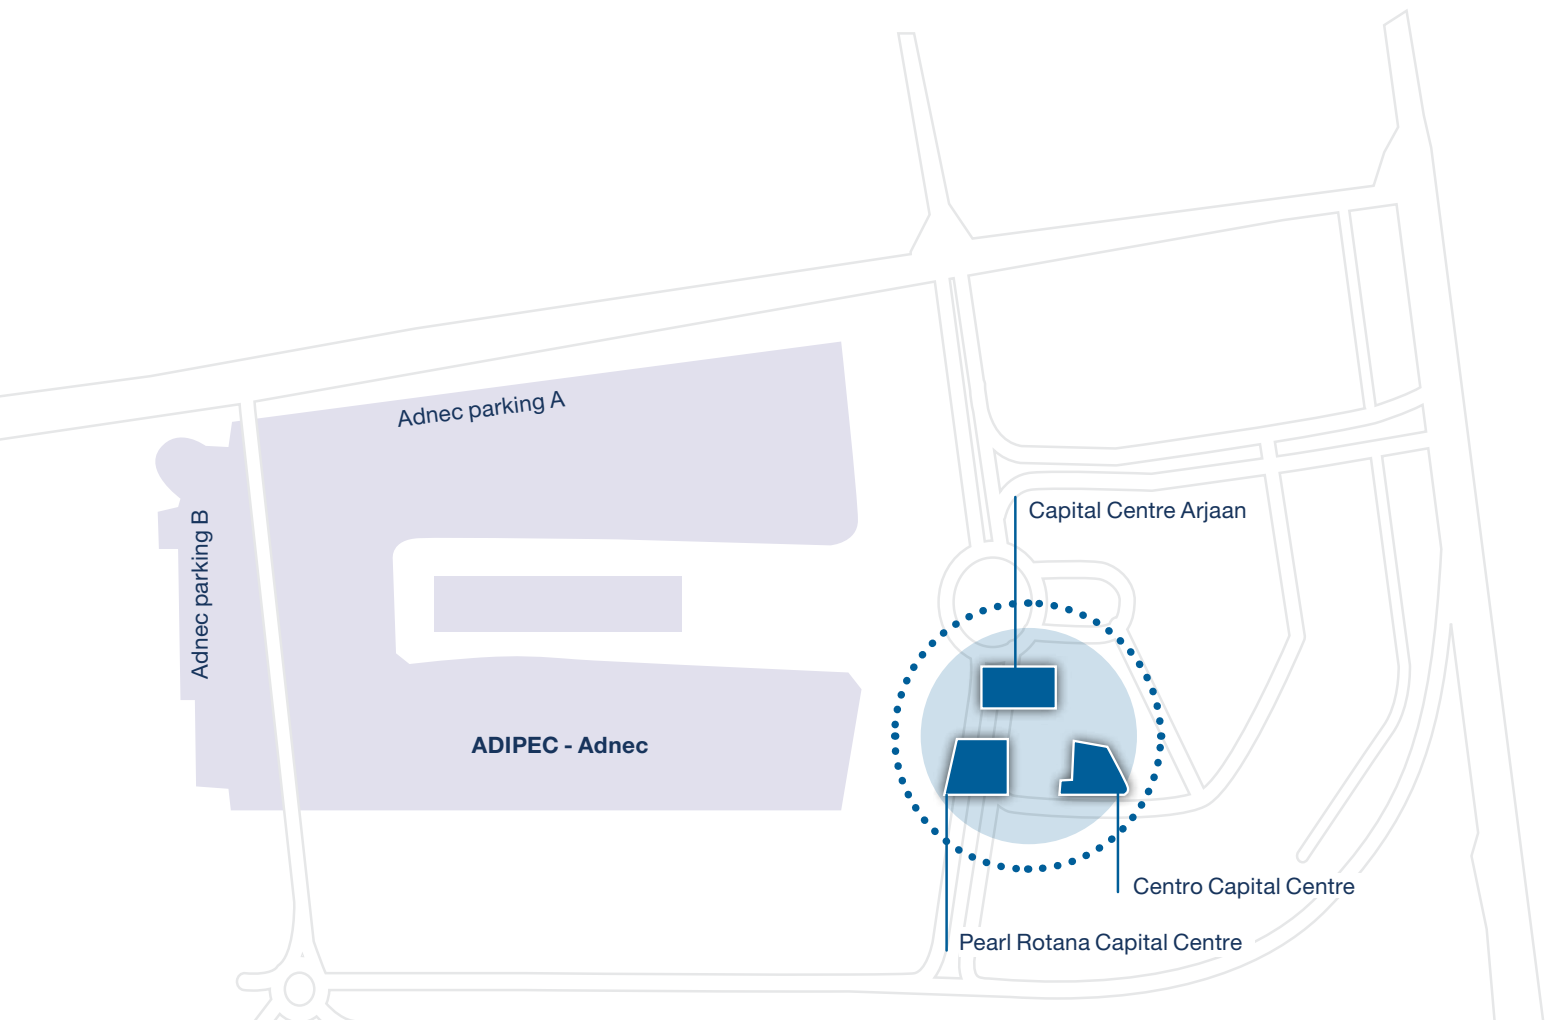 Adnec parking A
Adnec parking B
Capital Centre Arjaan
ADIPEC - Adnec
Centro Capital Centre
Pearl Rotana Capital Centre